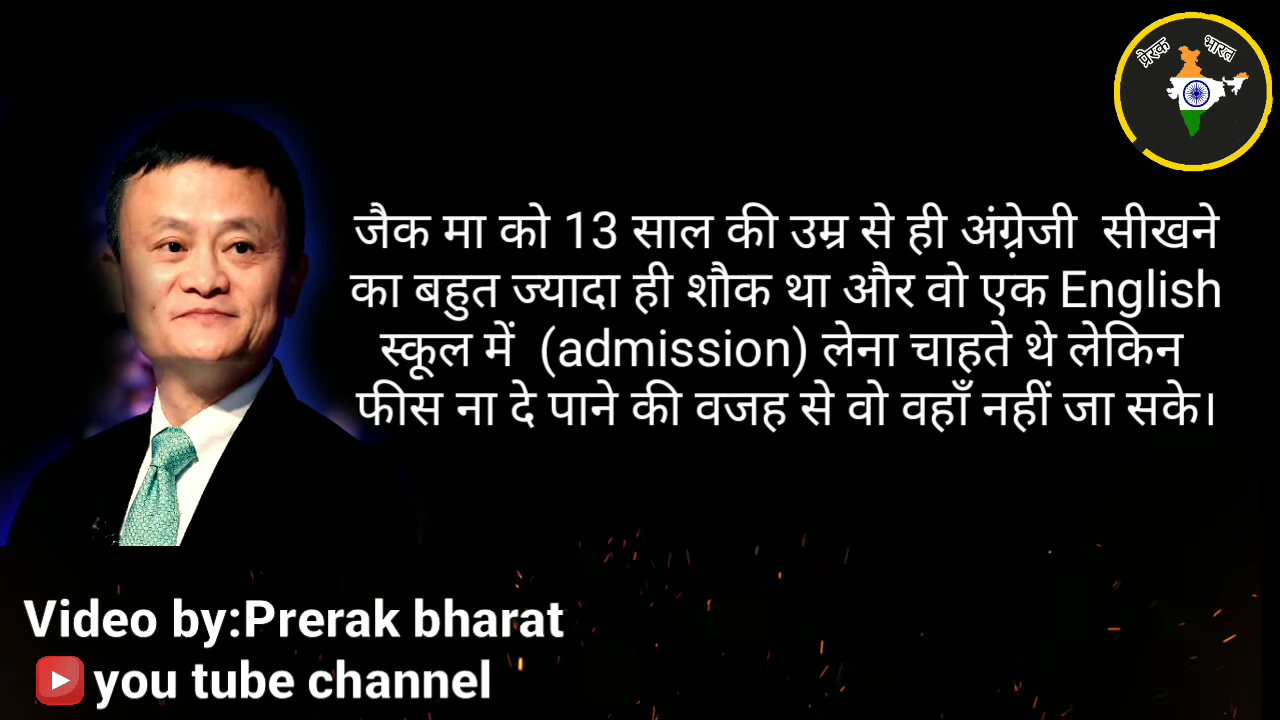 प्रेरक भारत
जैक मा को 13 साल की उम्र से ही अंग्रे़जी सीखने
का बहुत ज्यादा ही शौक था और वो एक English
स्कूल में (admission) लेना चाहते थे लेकिन
फीस ना दे पाने की वजह से वो वहाँ नहीं जा सके।
Video by:Prerak bharat
you tube channel